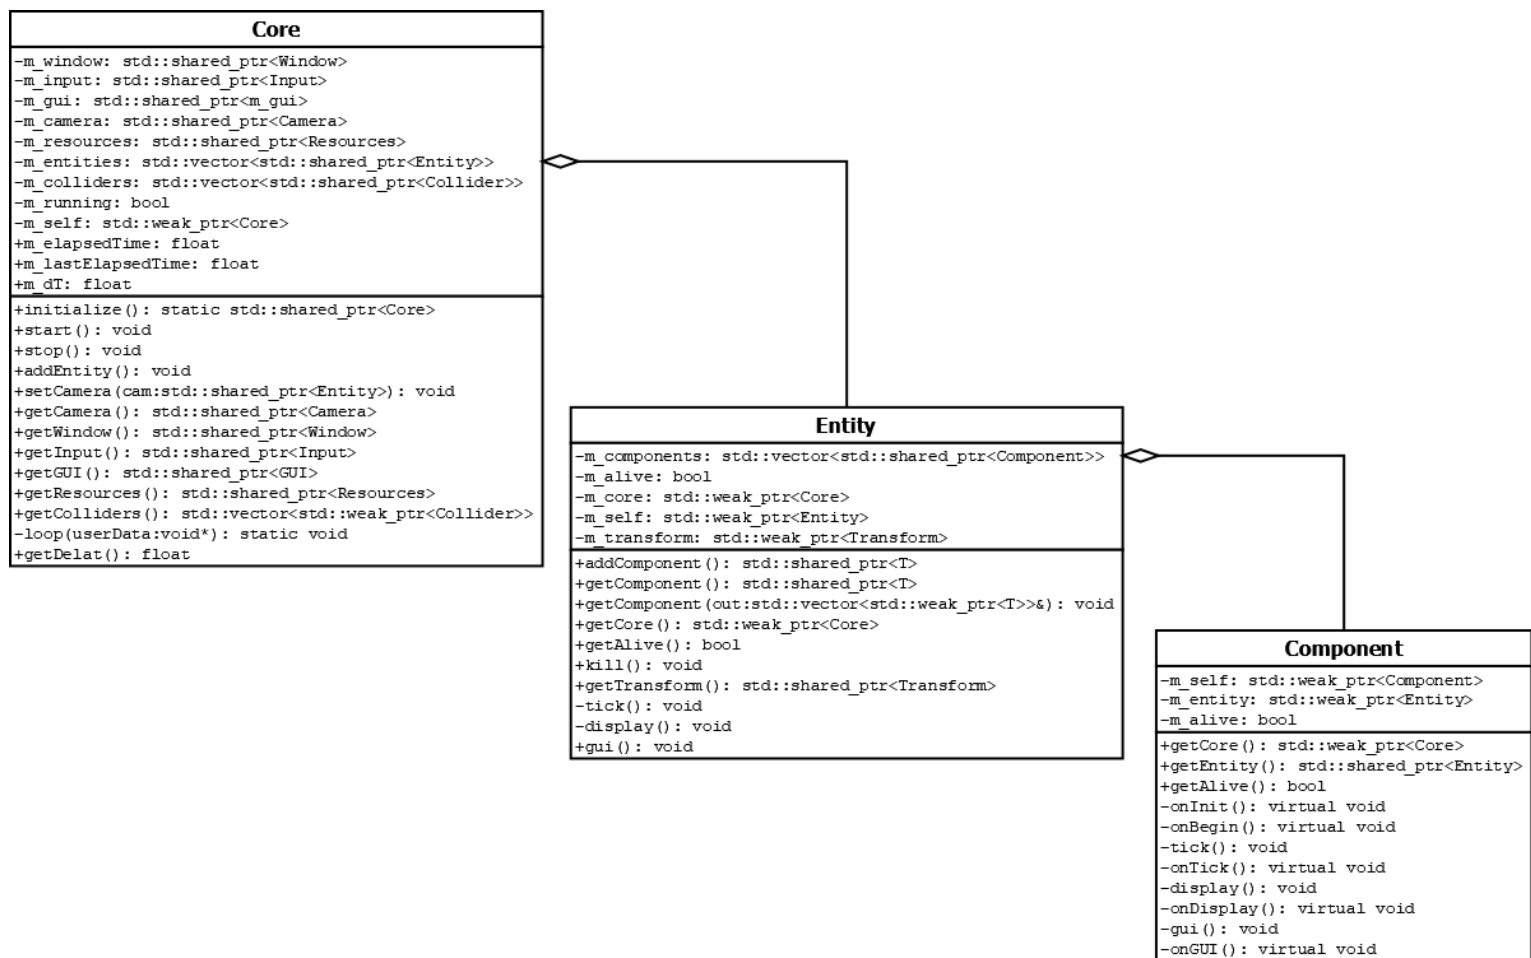 Core
-m_window: std::shared_ptr<Window>
-m_input: std::shared_ptr<Input>
-m_gui: std::shared_ptr<m_gui>
-m_camera: std::shared_ptr<Camera>
-m_resources: std::shared_ptr<Resources>
-m_entities: std::vector<std::shared_ptr<Entity>>
-m_colliders: std::vector<std::shared_ptr<Collider>>
-m_running: bool
-m_self: std::weak_ptr<Core>
+m_elapsedTime: float
+m_lastElapsedTime: float
+m_dT: float
+initialize(): static std::shared_ptr<Core>
+start(): void
+stop(): void
+addEntity(): void
+setCamera(cam:std::shared_ptr<Entity>): void
+getCamera(): std::shared_ptr<Camera>
+getWindow(): std::shared_ptr<Window>
+getInput(): std::shared_ptr<Input>
+getGUI(): std::shared_ptr<GUI>
+getResources(): std::shared_ptr<Resources>
+getColliders(): std::vector<std::weak_ptr<Collider>>
-loop(userData:void*): static void
+getDelat(): float
Entity
-m_components: std::vector<std::shared_ptr<Component>>
-m_alive: bool
-m_core: std::weak_ptr<Core>
-m_self: std::weak_ptr<Entity>
-m_transform: std::weak_ptr<Transform>
+addComponent(): std::shared_ptr<T>
+getComponent(): std::shared_ptr<T>
+getComponent(out:std::vector<std::weak_ptr<T>>&): void
+getCore(): std::weak_ptr<Core>
+getAlive(): bool
+kill(): void
+getTransform(): std::shared_ptr<Transform>
-tick(): void
-display(): void
+gui(): void
Component
-m_self: std::weak_ptr<Component>
-m_entity: std::weak_ptr<Entity>
-m_alive: bool
+getCore(): std::weak_ptr<Core>
+getEntity(): std::shared_ptr<Entity>
+getAlive(): bool
-onInit(): virtual void
-onBegin(): virtual void
-tick(): void
-onTick(): virtual void
-display(): void
-onDisplay(): virtual void
-gui(): void
-onGUI(): virtual void